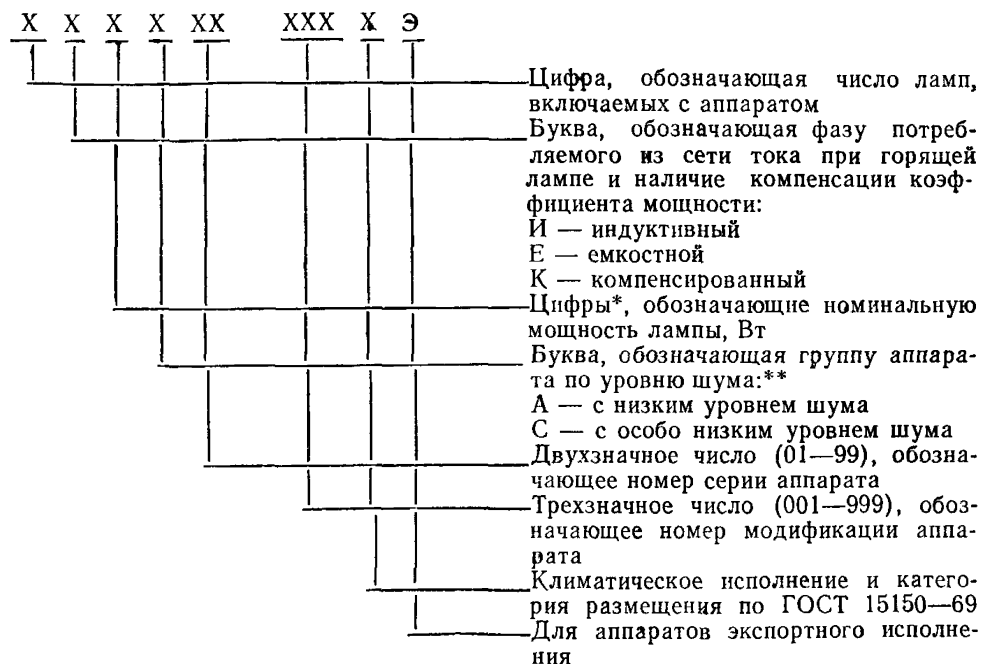 X X X X XX XXX X Э
Цифра, обозначающая число ламп,
включаемых с аппаратом
Буква, обозначающая фазу потреб-
ляемого из сети тока при горящей
лампе и наличие компенсации коэф-
фициента мощности:
И — индуктивный
Е — емкостной
К — компенсированный
Цифры*, обозначающие номинальную
мощность лампы, Вт
Буква, обозначающая группу аппара-
та по уровню шума:**
А — с низким уровнем шума
С — с особо низким уровнем шума
Двухзначное число (01—99), обозна-
чающее номер серии аппарата
Трехзначное число (001—999), обоз-
начающее номер модификации аппа-
рата
Климатическое исполнение и катего-
рия размещения по ГОСТ 15150—69
Для аппаратов экспортного исполне-
ния